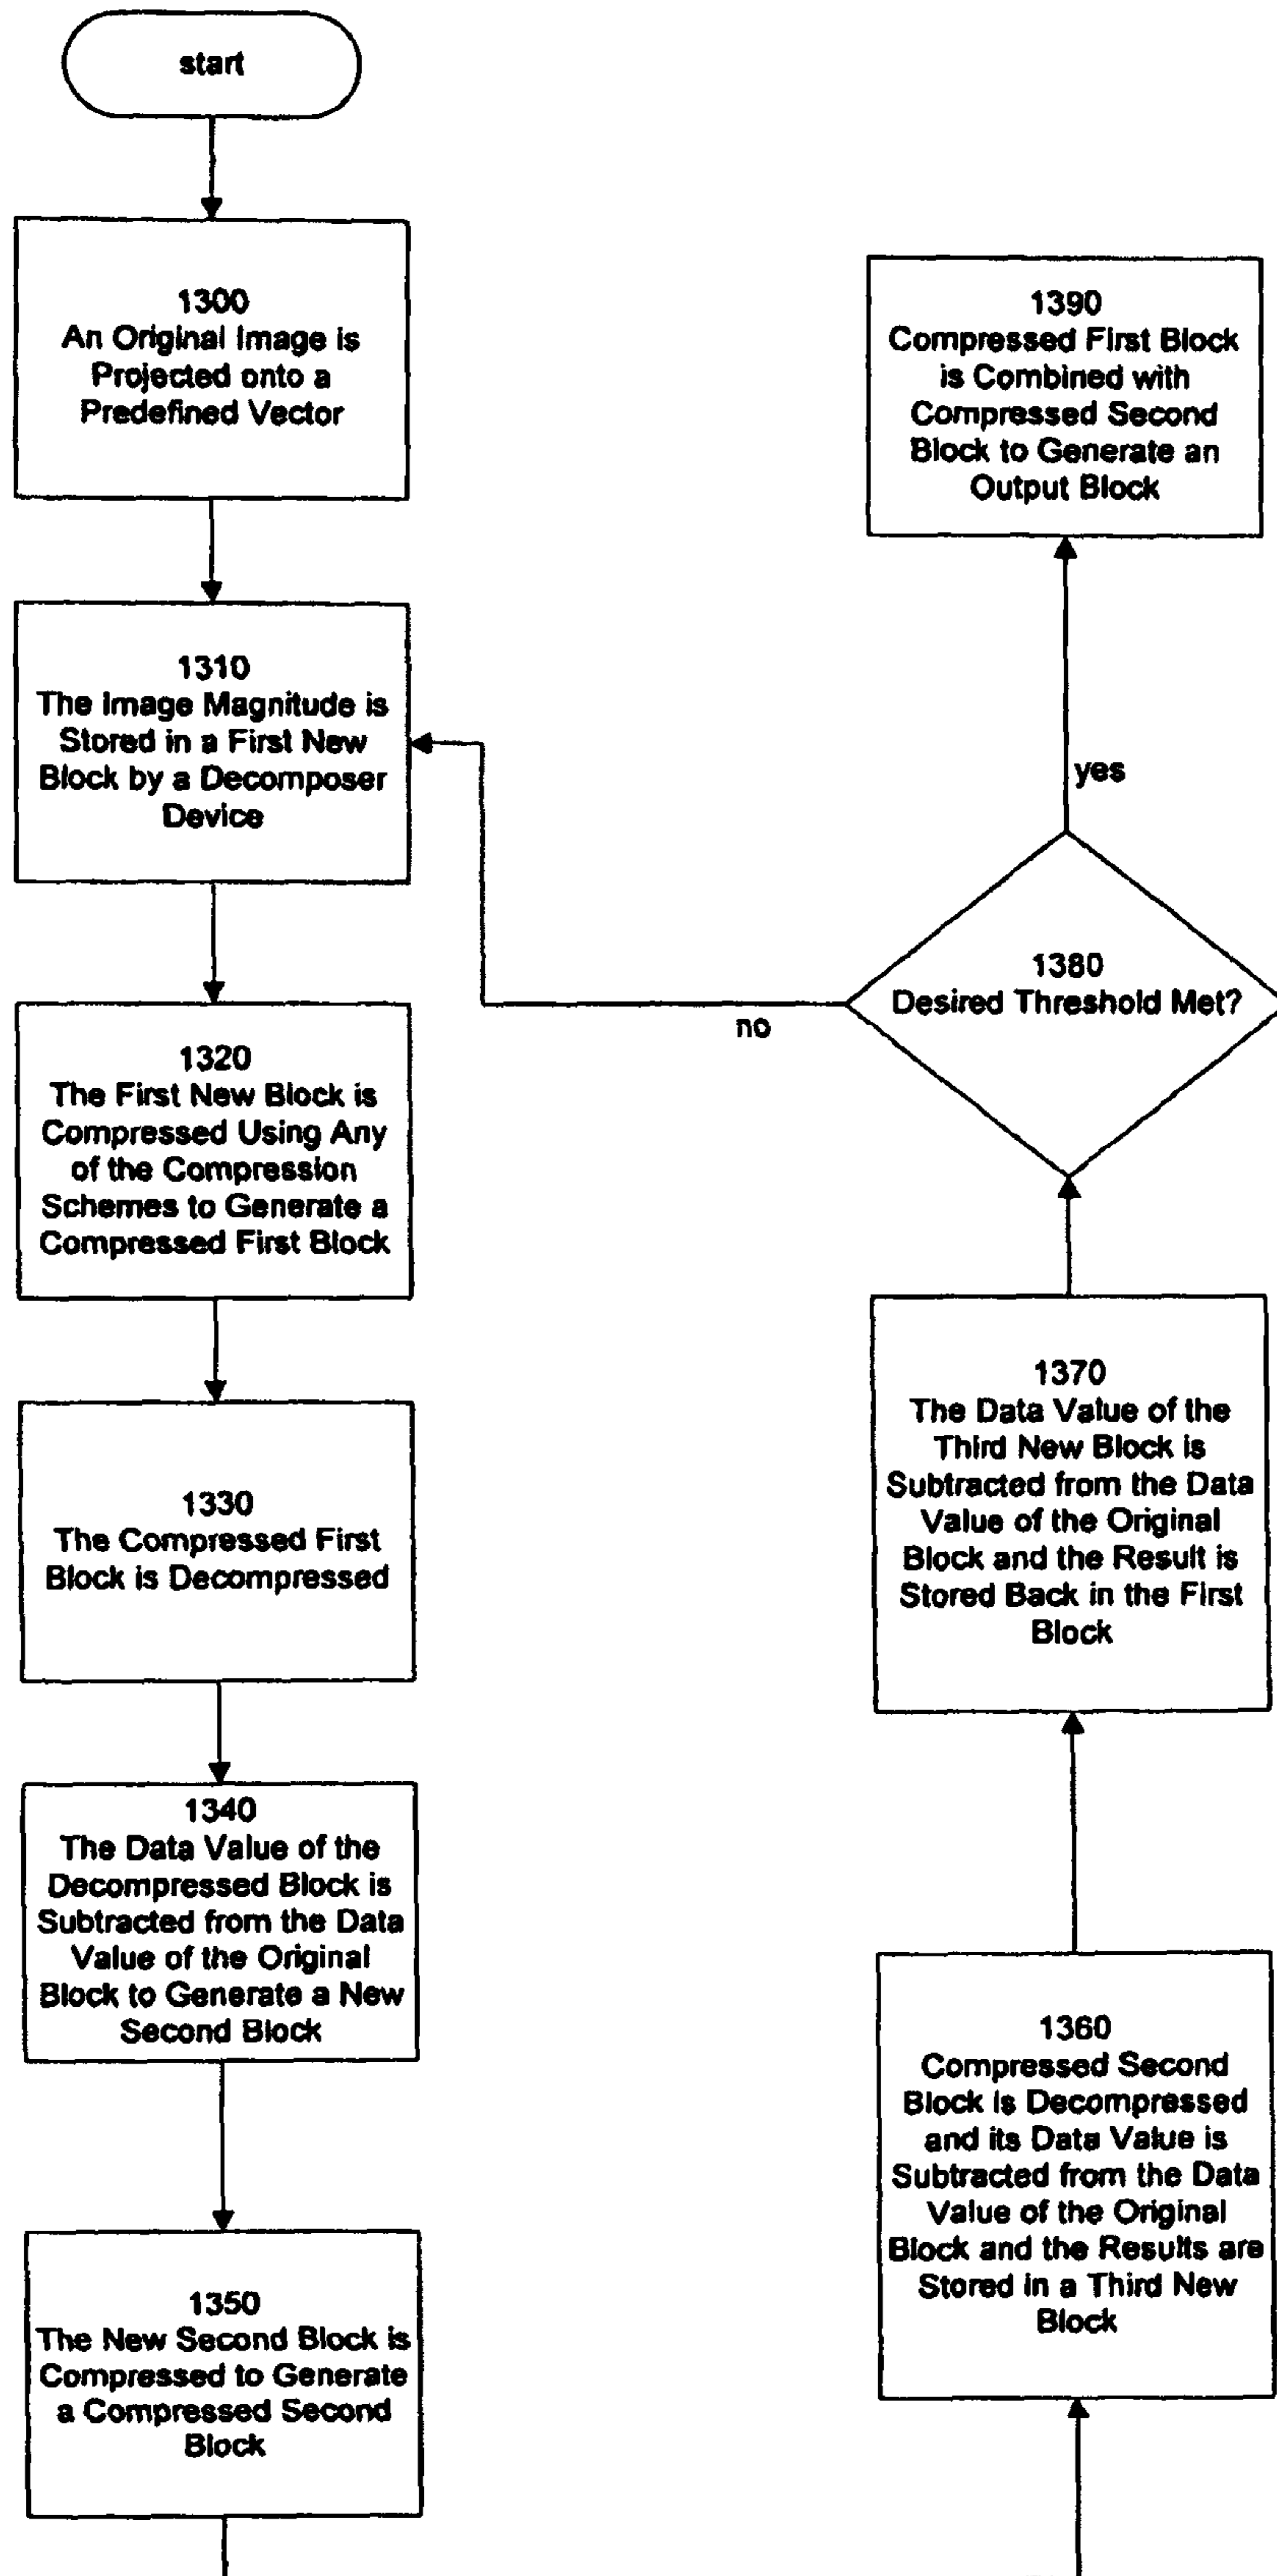 start
1300
An Original Image is
Projected onto a
Predefined Vector
1310
The Image Magnitude is
Stored in a First New
Block by a Decomposer
Device
1320
The First New Block is
Compressed Using Any
of the Compression
Schemes to Generate a
Compressed First Block
1330
The Compressed First
Block is Decompressed
1340
The Data Value of the
Decompressed Block is
Subtracted from the Data
Value of the Original
Block to Generate a New
Second Block
1350
The New Second Block is
Compressed to Generate
a Compressed Second
Block
1360
Compressed Second
Block is Decompressed
and its Data Value is
Subtracted from the Data
Value of the Original
Block and the Results are
Stored in a Third New
Block
1370
The Data Value of the
Third New Block is
Subtracted from the Data
Value of the Original
Block and the Result is
Stored Back in the First
Block
1380
Desired Threshold Met?
no
yes
1390
Compressed First Block
is Combined with
Compressed Second
Block to Generate an
Output Block